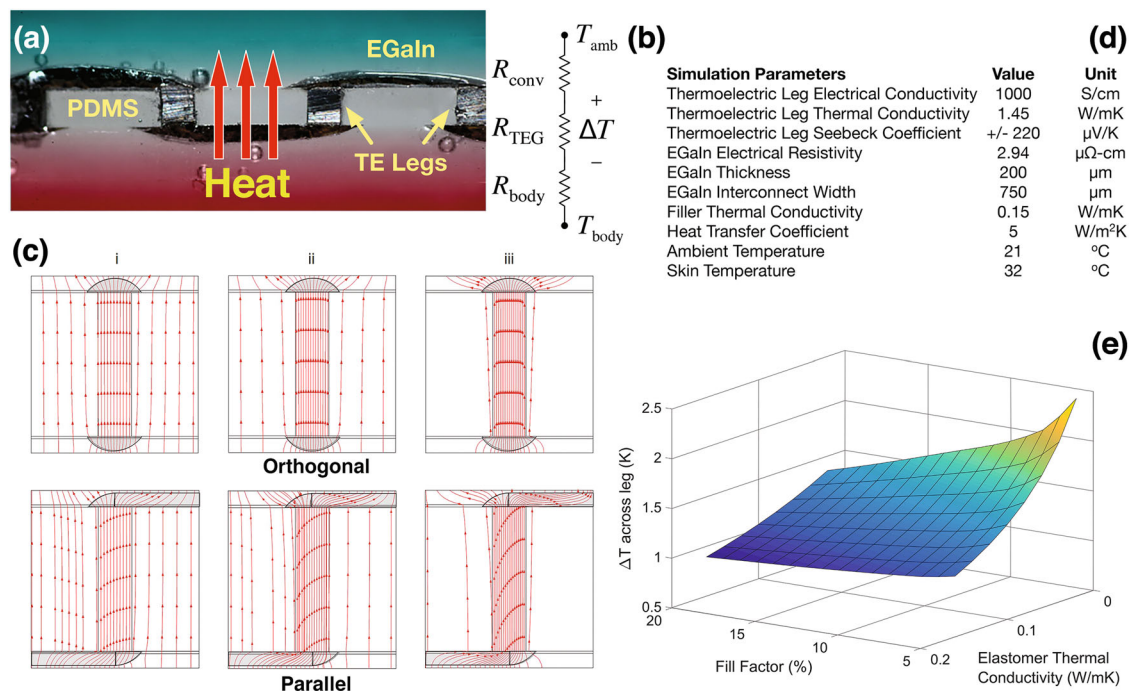 (a)
EGaIn
PDMS
TE Legs
Heat
T_amb
R_conv
+
R_TEG
ΔT
−
R_body
T_body
(b)
(d)
Simulation Parameters Value Unit
Thermoelectric Leg Electrical Conductivity 1000 S/cm
Thermoelectric Leg Thermal Conductivity 1.45 W/mK
Thermoelectric Leg Seebeck Coefficient +/- 220 µV/K
EGaIn Electrical Resistivity 2.94 µΩ-cm
EGaIn Thickness 200 µm
EGaIn Interconnect Width 750 µm
Filler Thermal Conductivity 0.15 W/mK
Heat Transfer Coefficient 5 W/m²K
Ambient Temperature 21 ºC
Skin Temperature 32 ºC
(c)
i ii iii
Orthogonal
Parallel
(e)
2.5
2
1.5
1
0.5
ΔT across leg (K)
20
15
10
5
Fill Factor (%)
0.2
0.1
0
Elastomer Thermal
Conductivity (W/mK)